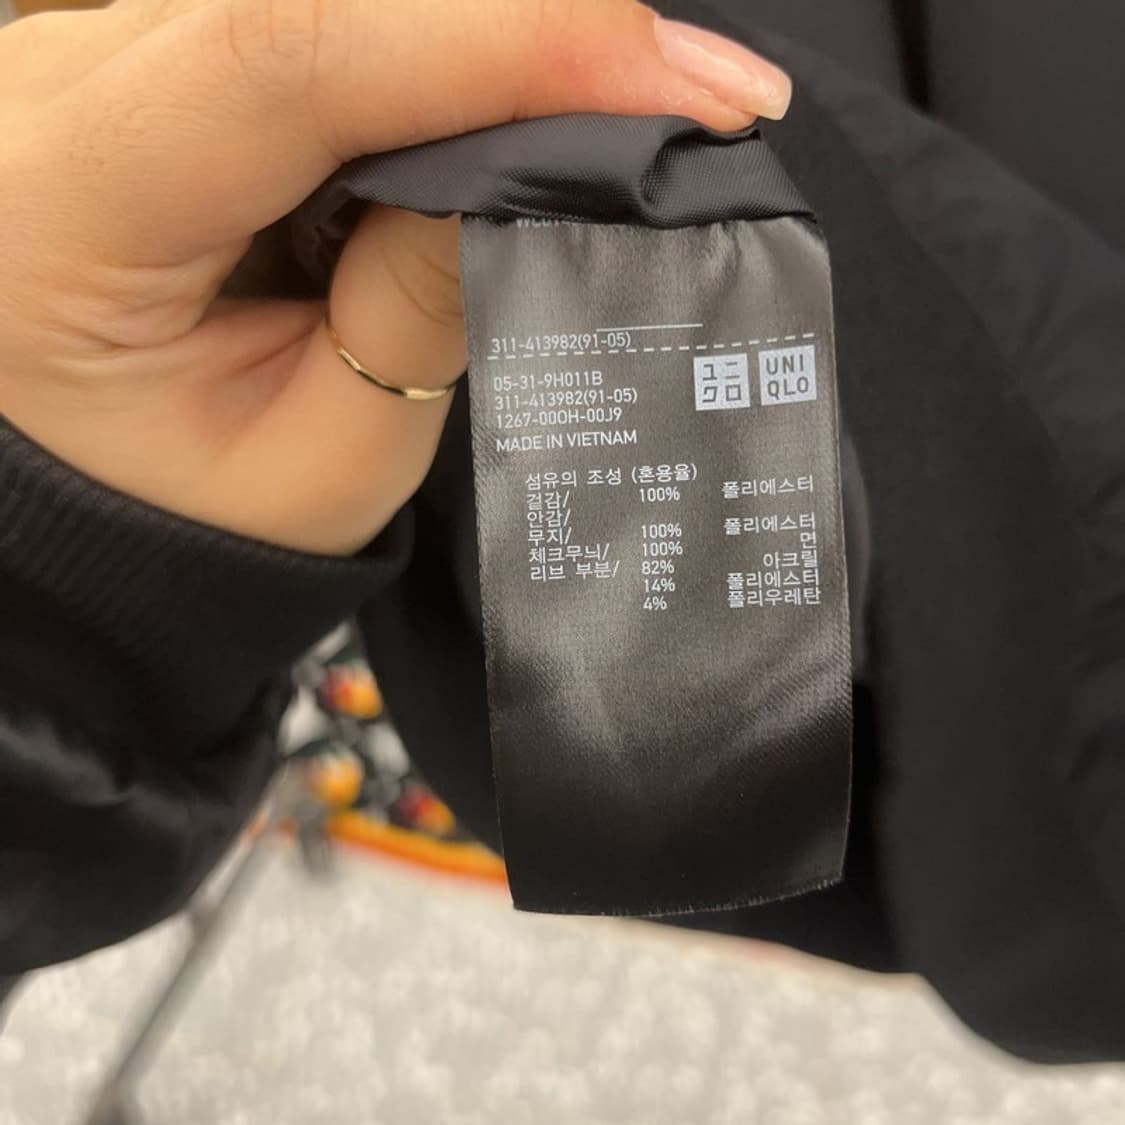 311-413982(91-05)
ユニ
クロ
UNI
QLO
05-31-9H011B
311-413982(91-05)
1267-000H-00J9
MADE IN VIETNAM
섬유의 조성 (혼용율)
겉감/ 100% 폴리에스터
안감/
무지/ 100% 폴리에스터
체크무늬/ 100% 면
리브 부분/ 82% 아크릴
14% 폴리에스터
4% 폴리우레탄